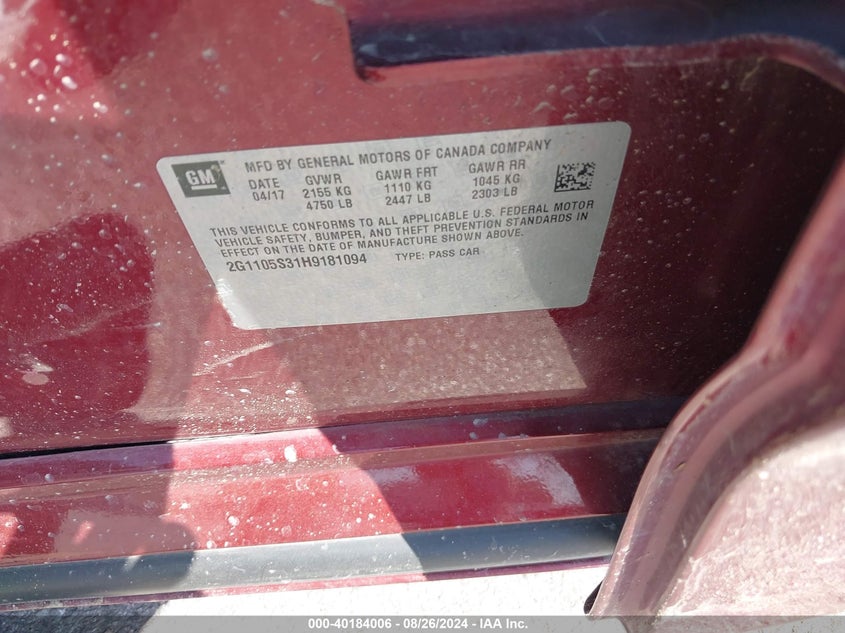 GM
MFD BY GENERAL MOTORS OF CANADA COMPANY
DATE GVWR GAWR FRT GAWR RR
04/17 2155 KG 1110 KG 1045 KG
4750 LB 2447 LB 2303 LB
THIS VEHICLE CONFORMS TO ALL APPLICABLE U.S. FEDERAL MOTOR
VEHICLE SAFETY, BUMPER, AND THEFT PREVENTION STANDARDS IN
EFFECT ON THE DATE OF MANUFACTURE SHOWN ABOVE.
2G1105S31H9181094 TYPE: PASS CAR
000-40184006 - 08/26/2024 - IAA Inc.